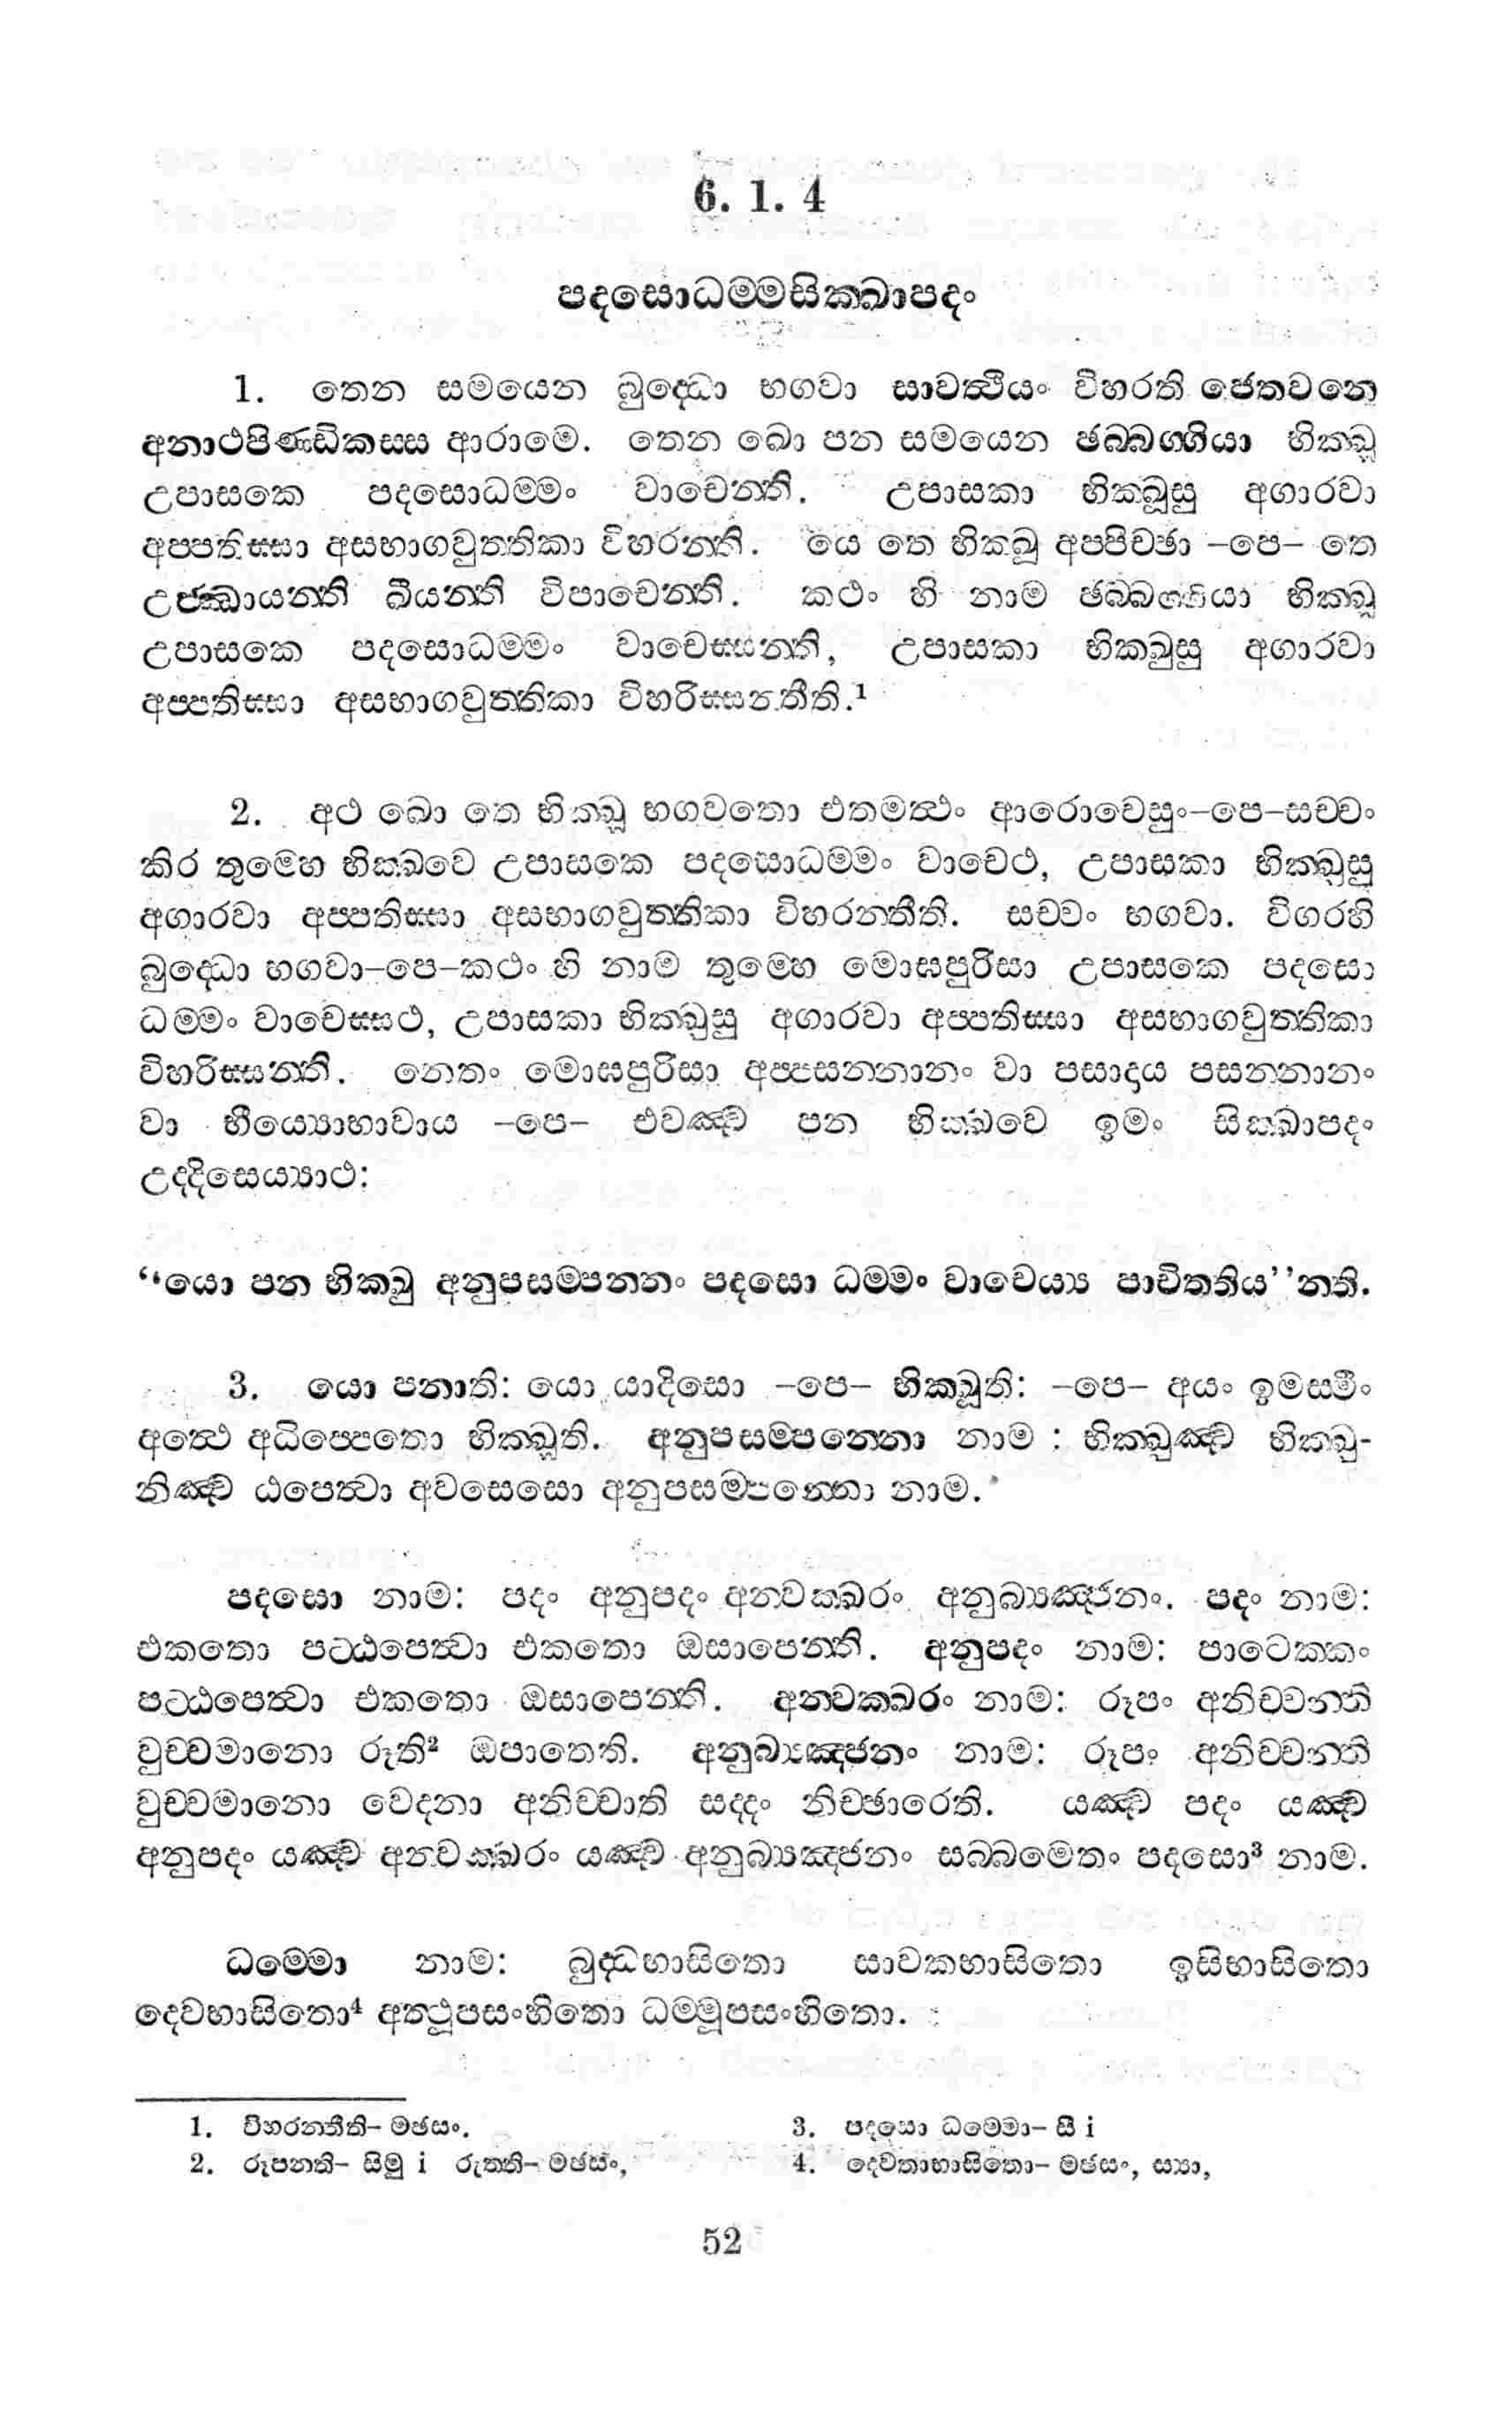 6. 1. 4
පදසොධම්මසික්ඛාපදං
1. තෙන සමයෙන බුද්ධො භගවා සාවත්ථියං විහරති ජෙතවනෙ
අනාථපිණ්ඩිකස්ස ආරාමෙ. තෙන ඛො පන සමයෙන ඡබ්බග්ගියා භික්ඛූ
උපාසකෙ පදසොධම්මං වාචෙන්ති. උපාසකා භික්ඛූසු අගාරවා
අප්පතිස්සා අසභාගවුත්තිකා විහරන්ති. යෙ තෙ භික්ඛූ අප්පිච්ඡා –පෙ– තෙ
උජ්ඣායන්ති ඛීයන්ති විපාචෙන්ති. කථං හි නාම ඡබ්බග්ගියා භික්ඛූ
උපාසකෙ පදසොධම්මං වාචෙස්සන්ති, උපාසකා භික්ඛුසු අගාරවා
අප්පතිස්සා අසභාගවුත්තිකා විහරිස්සන්තීති.¹
2. අථ ඛො තෙ භික්ඛූ භගවතො එතමත්ථං ආරොචෙසුං–පෙ–සච්චං
කිර තුම්හෙ භික්ඛවෙ උපාසකෙ පදසොධම්මං වාචෙථ, උපාසකා භික්ඛුසු
අගාරවා අප්පතිස්සා අසභාගවුත්තිකා විහරන්තීති. සච්චං භගවා. විගරහි
බුද්ධො භගවා–පෙ–කථං හි නාම තුම්හෙ මොඝපුරිසා උපාසකෙ පදසො
ධම්මං වාචෙස්සථ, උපාසකා භික්ඛුසු අගාරවා අප්පතිස්සා අසභාගවුත්තිකා
විහරිස්සන්ති. නෙතං මොඝපුරිසා අප්පසන්නානං වා පසාදාය පසන්නානං
වා භීය්‍යොභාවාය –පෙ– එවඤ්ච පන භික්ඛවෙ ඉමං සික්ඛාපදං
උද්දිසෙය්‍යාථ:
“යො පන භික්ඛු අනුපසම්පන්නං පදසො ධම්මං වාචෙය්‍ය පාචිත්තිය”න්ති.
3. යො පනාති: යො යාදිසො –පෙ– භික්ඛූති: –පෙ– අයං ඉමස්මිං
අත්ථෙ අධිප්පෙතො භික්ඛූති. අනුපසම්පන්නො නාම : භික්ඛුඤ්ච භික්ඛු-
නිඤ්ච ඨපෙත්වා අවසෙසො අනුපසම්පන්නො නාම.
පදසො නාම: පදං අනුපදං අන්වක්ඛරං අනුබ්‍යඤ්ජනං. පදං නාම:
එකතො පට්ඨපෙත්වා එකතො ඔසාපෙන්ති. අනුපදං නාම: පාටෙක්කං
පට්ඨපෙත්වා එකතො ඔසාපෙන්ති. අන්වක්ඛරං නාම: රූපං අනිච්චන්ති
වුච්චමානො රූති² ඔපාතෙති. අනුබ්‍යඤ්ජනං නාම: රූපං අනිච්චන්ති
වුච්චමානො වෙදනා අනිච්චාති සද්දං නිච්ඡාරෙති. යඤ්ච පදං යඤ්ච
අනුපදං යඤ්ච අන්වක්ඛරං යඤ්ච අනුබ්‍යඤ්ජනං සබ්බමෙතං පදසො³ නාම.
ධම්මො නාම: බුද්ධභාසිතො සාවකභාසිතො ඉසිභාසිතො
දෙවභාසිතො⁴ අත්ථූපසංහිතො ධම්මූපසංහිතො.
1. විහරන්තීති– මඡසං.
2. රූපන්ති– සිමු i රුත්ති– මඡසං,
3. පදසො ධම්මො– සී i
4. දෙවතාභාසිතො– මඡසං, ස්‍යා,
52